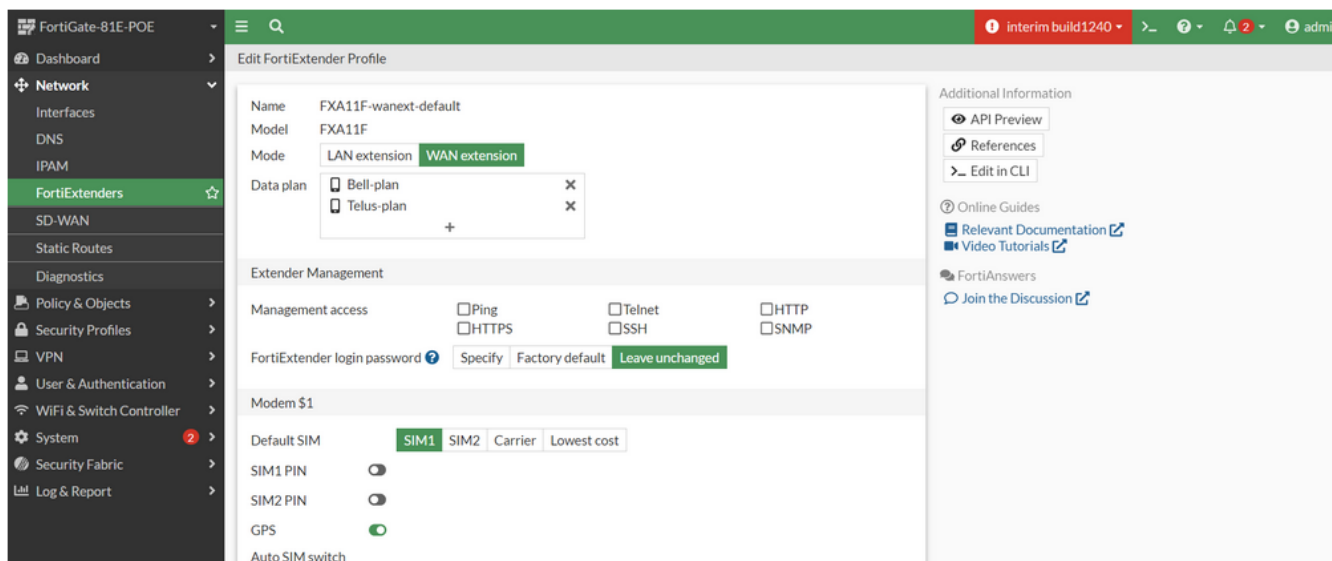 FortiGate-81E-POE
interim build1240
>_
2
admi
Dashboard
Edit FortiExtender Profile
Network
Interfaces
DNS
IPAM
FortiExtenders
SD-WAN
Static Routes
Diagnostics
Policy & Objects
Security Profiles
VPN
User & Authentication
WiFi & Switch Controller
System 2
Security Fabric
Log & Report
Name FXA11F-wanext-default
Model FXA11F
Mode LAN extension WAN extension
Data plan Bell-plan
Telus-plan
+
Extender Management
Management access Ping Telnet HTTP
HTTPS SSH SNMP
FortiExtender login password Specify Factory default Leave unchanged
Modem $1
Default SIM SIM1 SIM2 Carrier Lowest cost
SIM1 PIN
SIM2 PIN
GPS
Auto SIM switch
Additional Information
API Preview
References
>_ Edit in CLI
Online Guides
Relevant Documentation
Video Tutorials
FortiAnswers
Join the Discussion